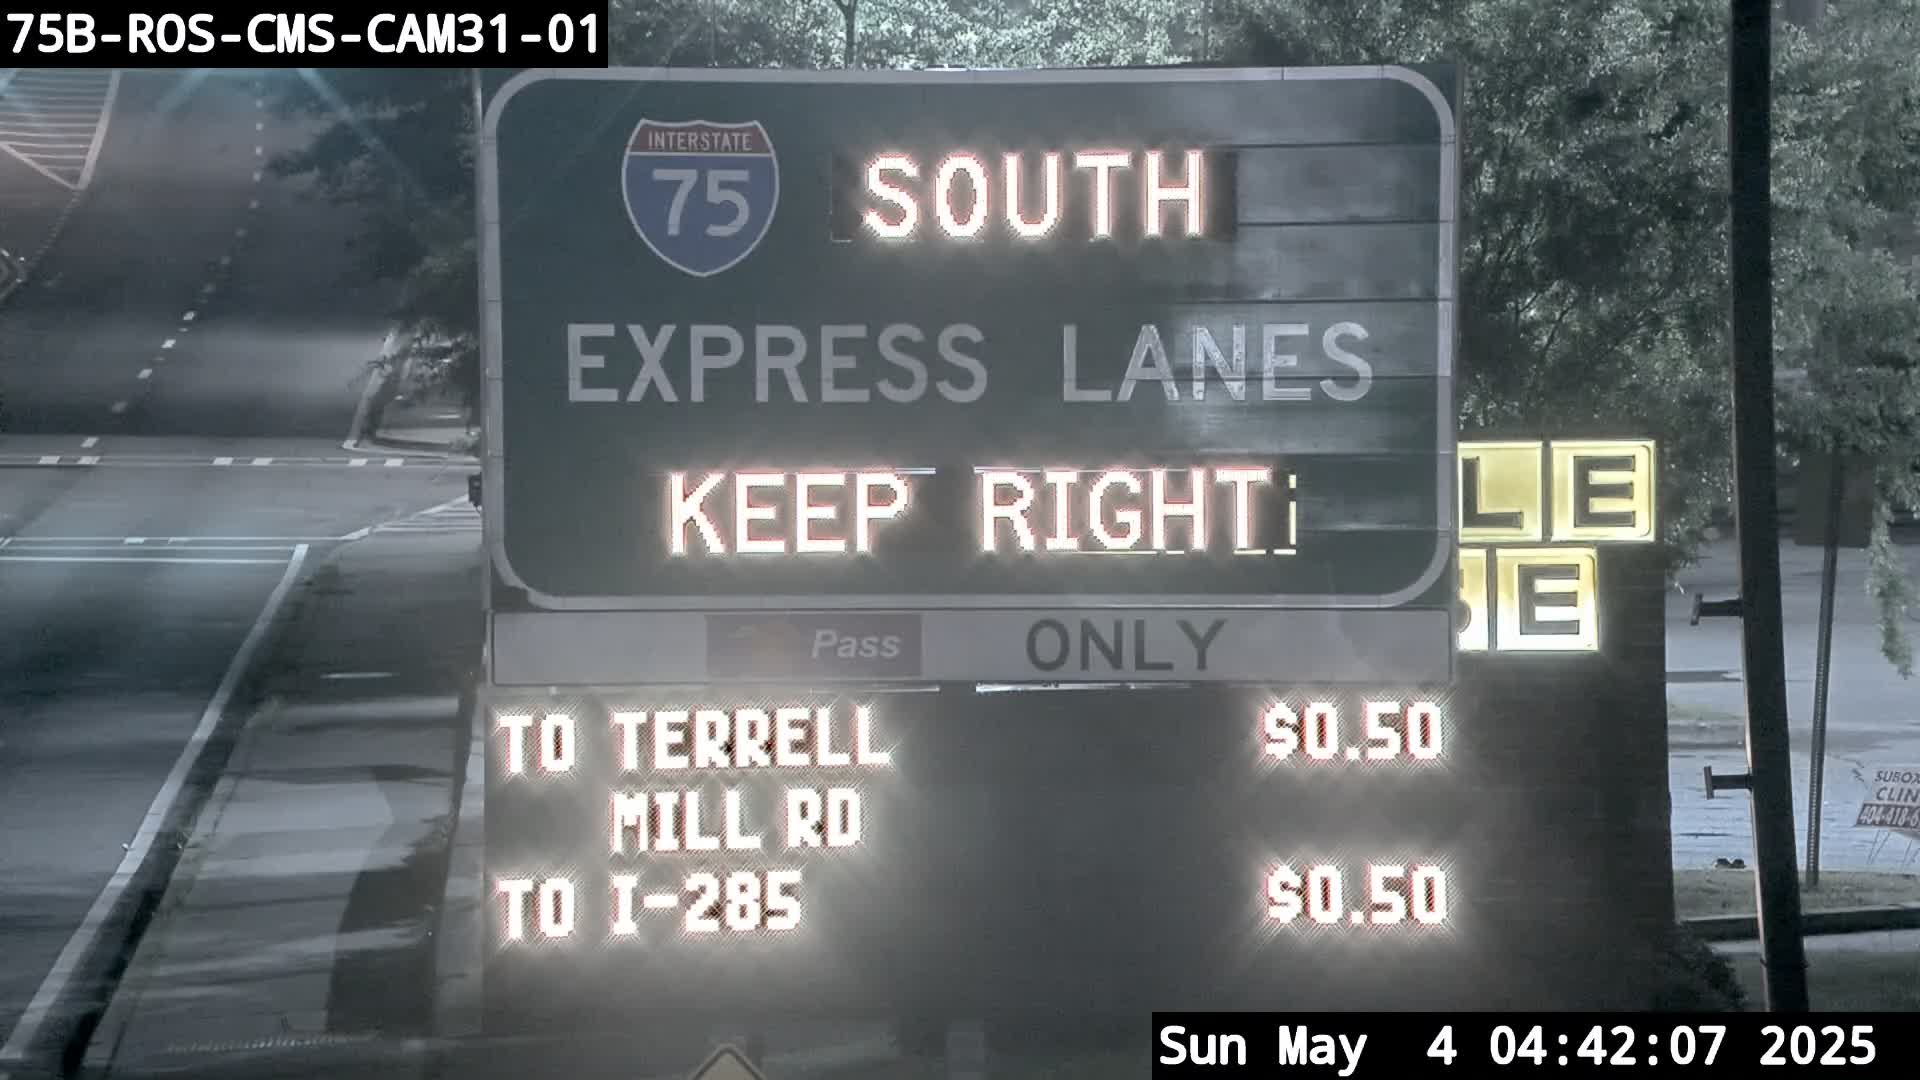 75B-ROS-CMS-CAM31-01
INTERSTATE
75
SOUTH
EXPRESS LANES
KEEP RIGHT
Pass ONLY
LE
E
TO TERRELL $0.50
MILL RD
TO I-285 $0.50
Sun May 4 04:42:07 2025